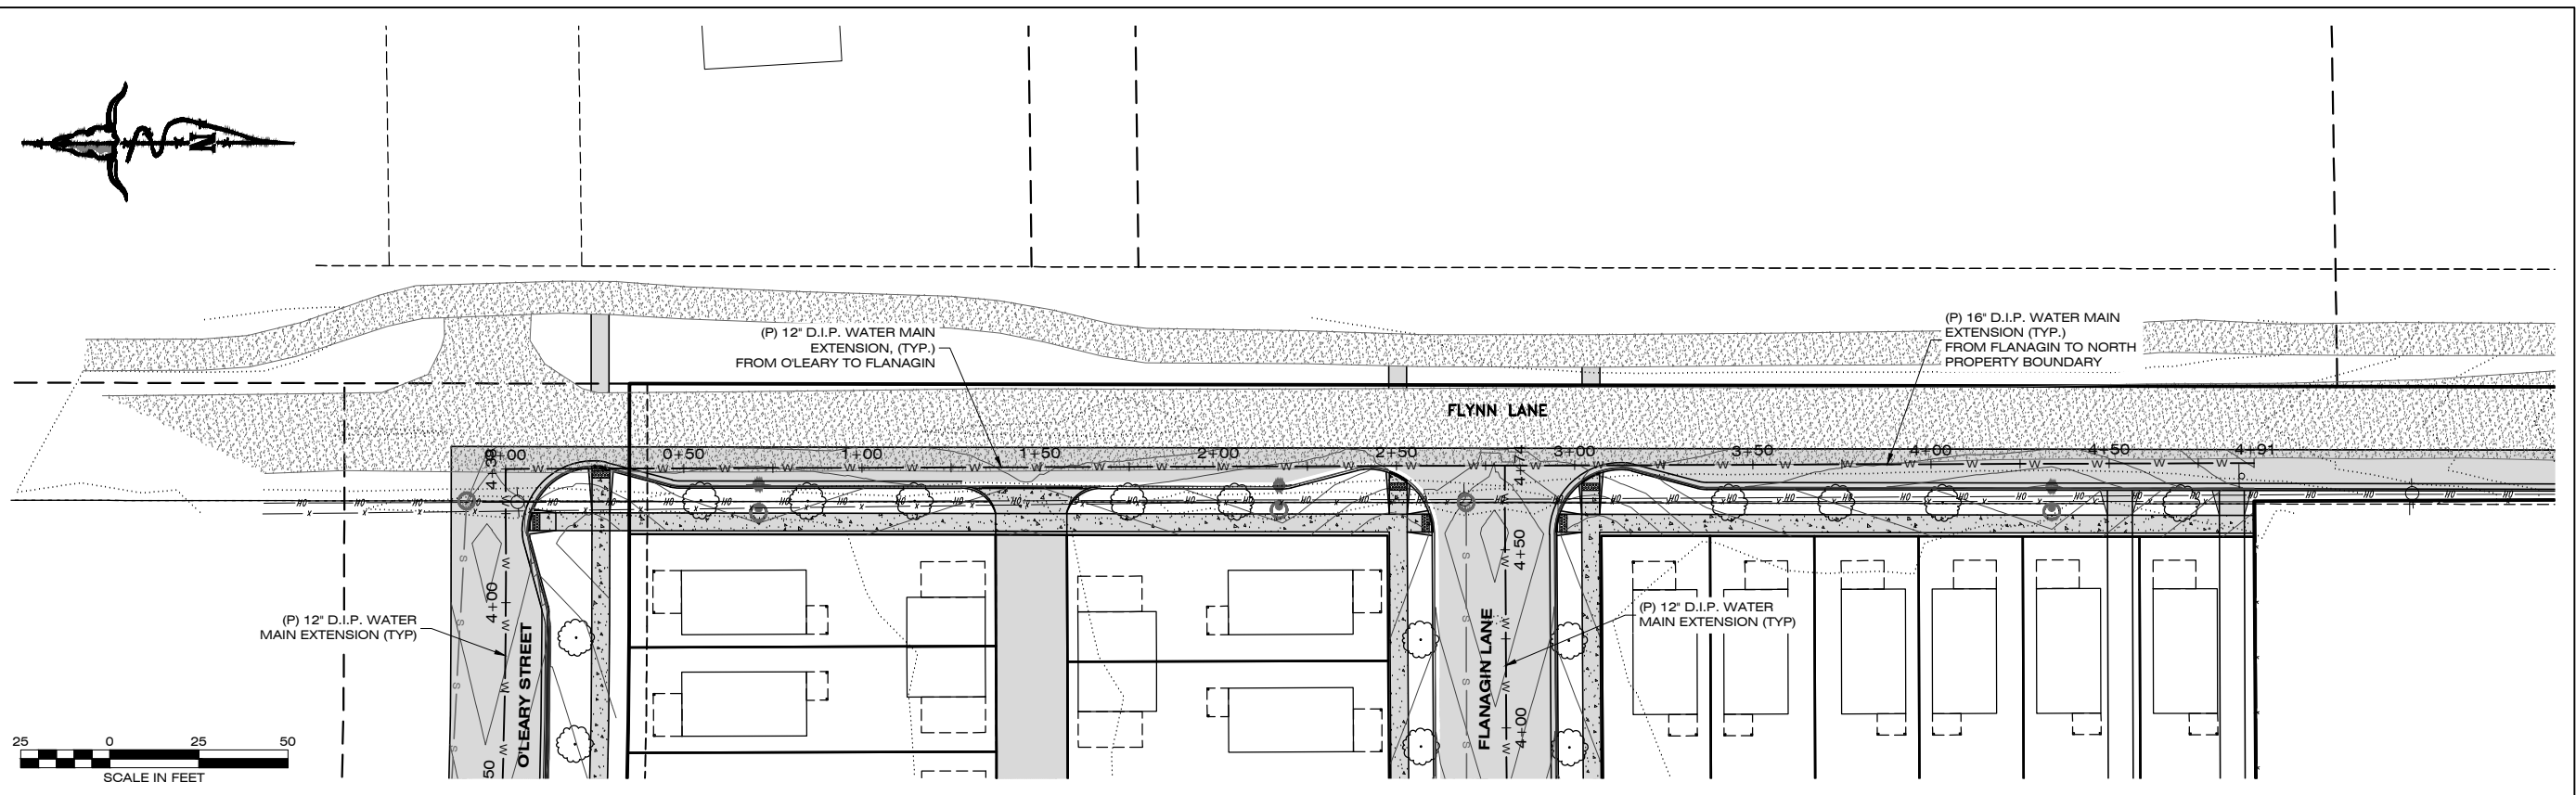 N
(P) 12" D.I.P. WATER MAIN
EXTENSION, (TYP.)
FROM O'LEARY TO FLANAGIN
(P) 16" D.I.P. WATER MAIN
EXTENSION (TYP.)
FROM FLANAGIN TO NORTH
PROPERTY BOUNDARY
FLYNN LANE
0+50
1+00
1+50
2+00
2+50
3+00
3+50
4+00
4+50
4+91
4+74
4+50
4+00
4+00
50
(P) 12" D.I.P. WATER
MAIN EXTENSION (TYP)
O'LEARY STREET
FLANAGIN LANE
(P) 12" D.I.P. WATER
MAIN EXTENSION (TYP)
25 0 25 50
SCALE IN FEET